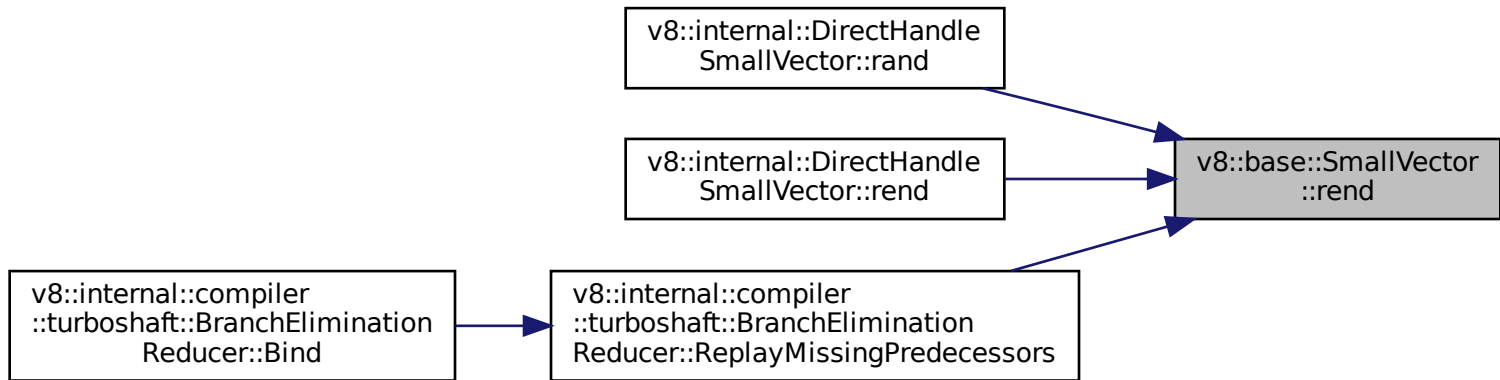 v8::internal::DirectHandle
SmallVector::rand
v8::internal::DirectHandle
SmallVector::rend
v8::base::SmallVector
::rend
v8::internal::compiler
::turboshaft::BranchElimination
Reducer::Bind
v8::internal::compiler
::turboshaft::BranchElimination
Reducer::ReplayMissingPredecessors